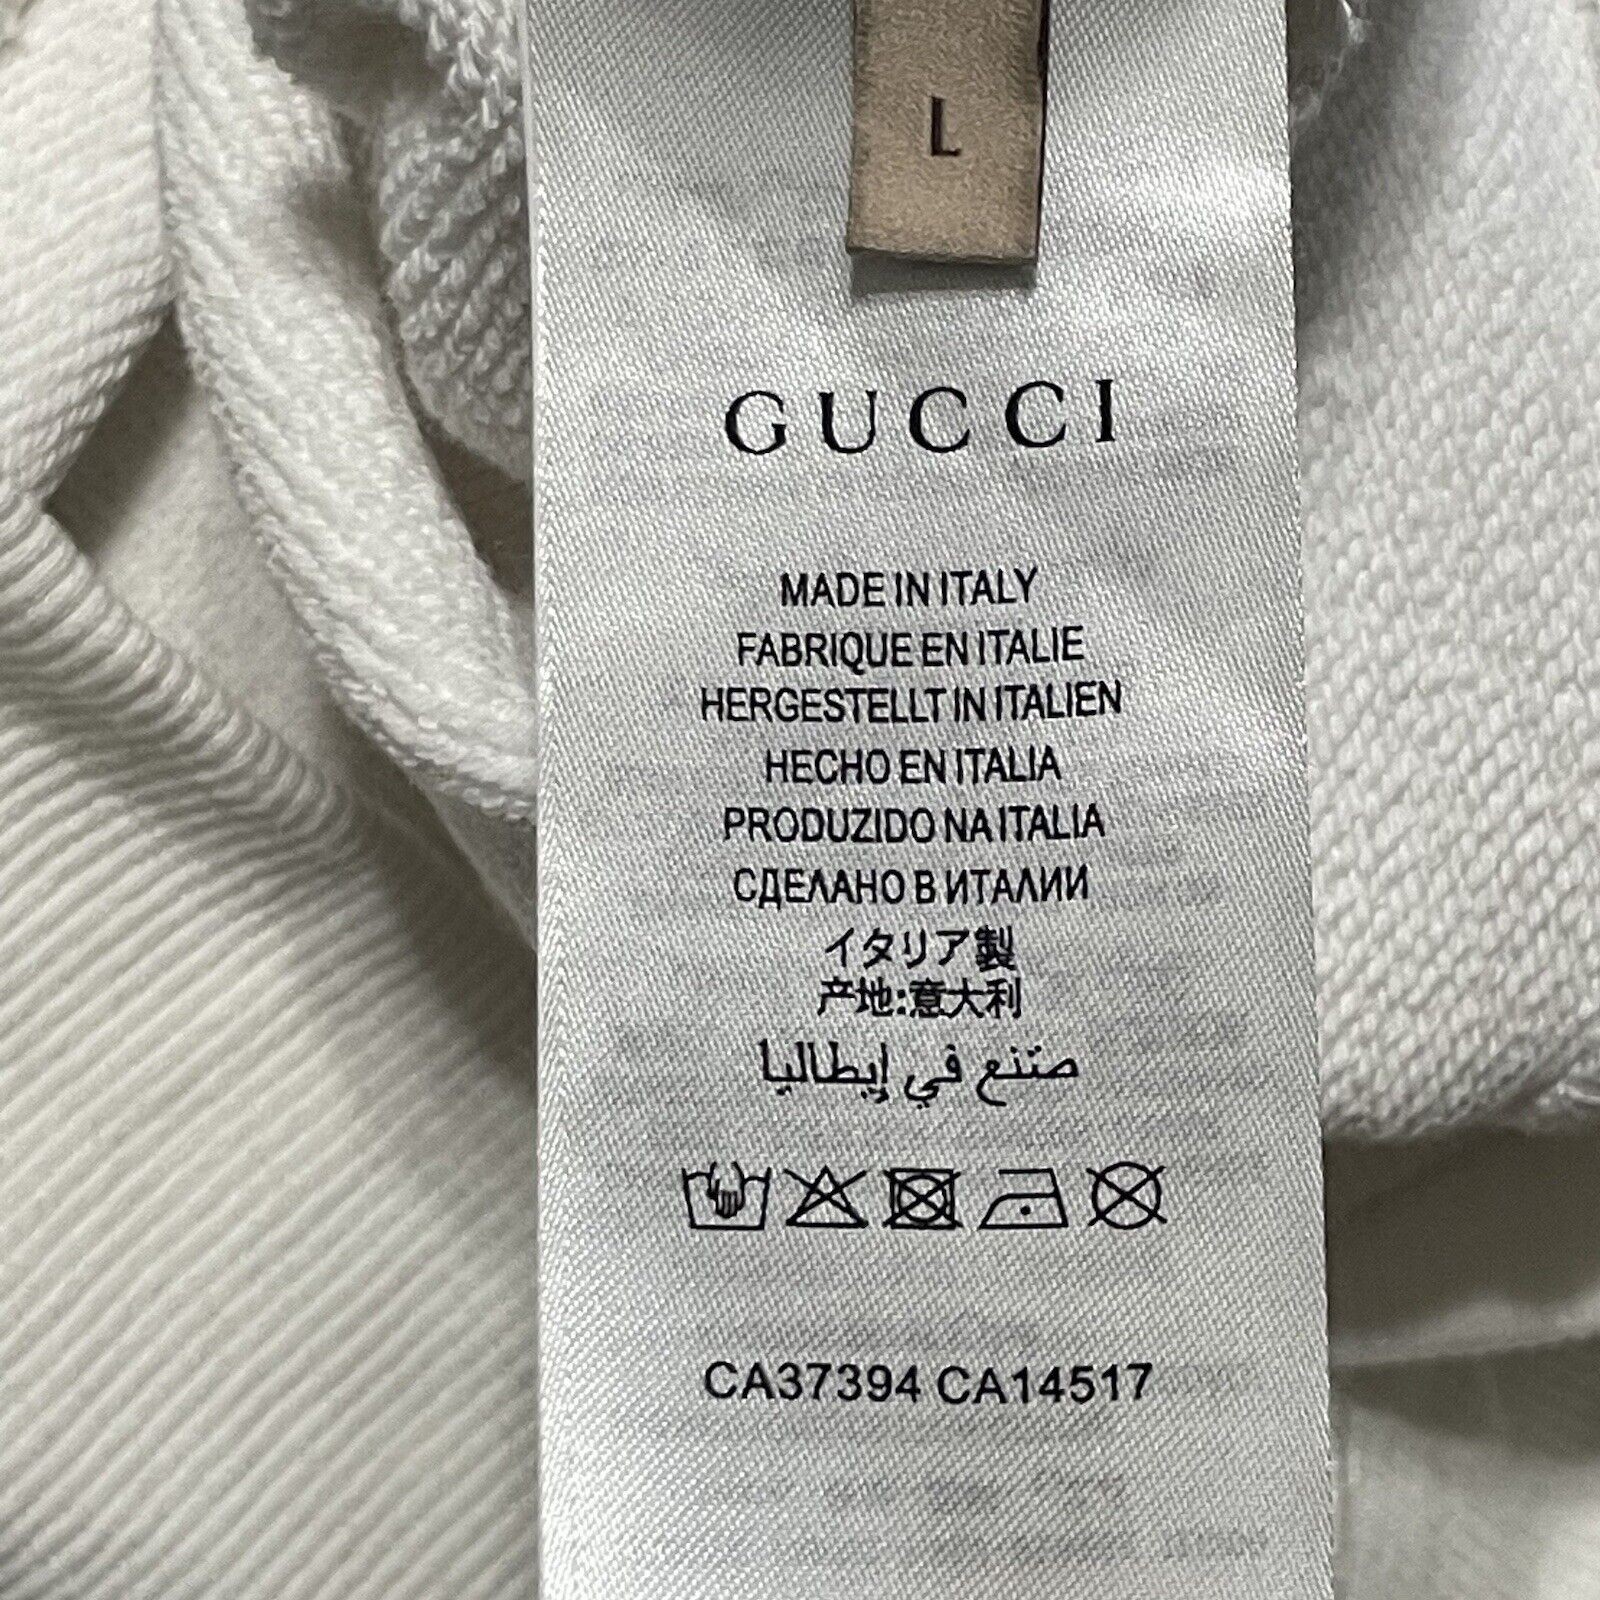 L
GUCCI
MADE IN ITALY
FABRIQUE EN ITALIE
HERGESTELLT IN ITALIEN
HECHO EN ITALIA
PRODUZIDO NA ITALIA
СДЕЛАНО В ИТАЛИИ
イタリア製
产地:意大利
صتنع في إيطاليا
CA37394 CA14517